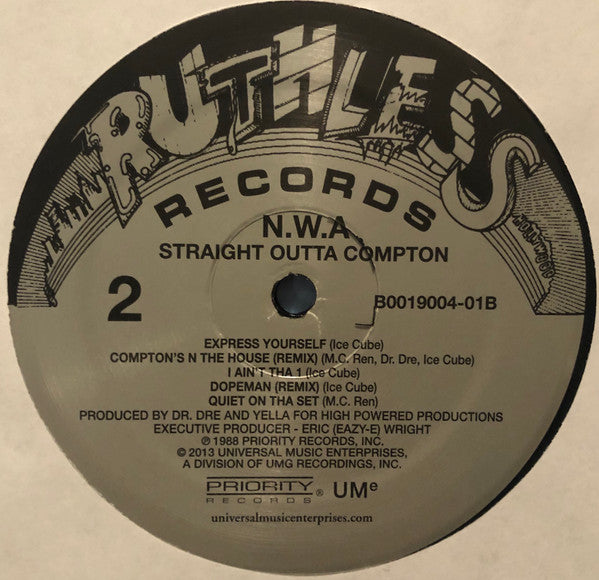 RUTHLESS
RECORDS
HOLLYWOOD
N.W.A
STRAIGHT OUTTA COMPTON
2
B0019004-01B
EXPRESS YOURSELF (Ice Cube)
COMPTON'S N THE HOUSE (REMIX) (M.C. Ren, Dr. Dre, Ice Cube)
I AIN'T THA 1 (Ice Cube)
DOPEMAN (REMIX) (Ice Cube)
QUIET ON THA SET (M.C. Ren)
PRODUCED BY DR. DRE AND YELLA FOR HIGH POWERED PRODUCTIONS
EXECUTIVE PRODUCER - ERIC (EAZY-E) WRIGHT
℗ 1988 PRIORITY RECORDS, INC.
© 2013 UNIVERSAL MUSIC ENTERPRISES,
A DIVISION OF UMG RECORDINGS, INC.
PRIORITY
RECORDS ® UMe
universalmusicenterprises.com